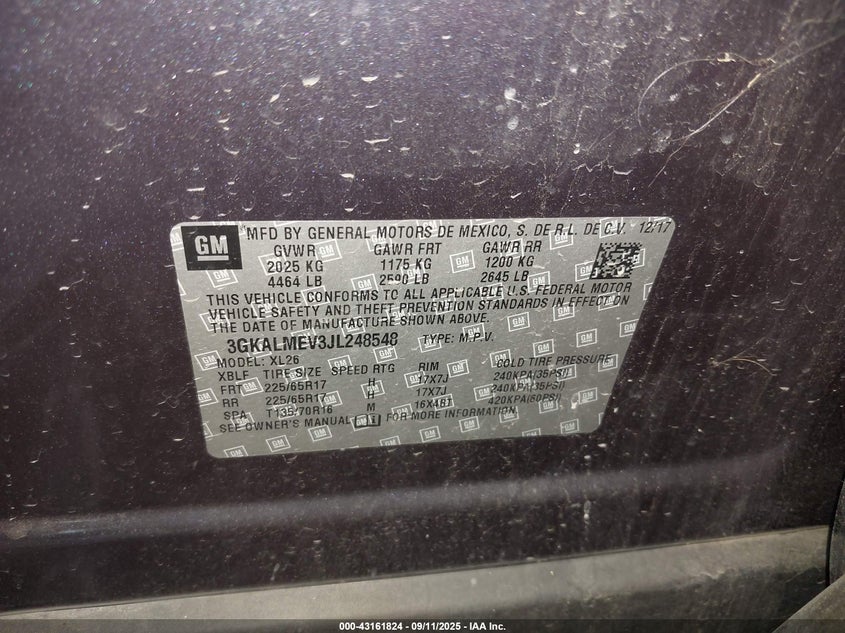 GM
MFD BY GENERAL MOTORS DE MEXICO, S. DE R.L. DE C.V. 12/17
GVWR GAWR FRT GAWR RR
2025 KG 1175 KG 1200 KG
4464 LB 2590 LB 2645 LB
THIS VEHICLE CONFORMS TO ALL APPLICABLE U.S. FEDERAL MOTOR
VEHICLE SAFETY AND THEFT PREVENTION STANDARDS IN EFFECT ON
THE DATE OF MANUFACTURE SHOWN ABOVE.
3GKALMEV3JL248548 TYPE: M.P.V.
MODEL: XL26
XBLF TIRE SIZE SPEED RTG RIM COLD TIRE PRESSURE
FRT 225/65R17 H 17X7J 240KPA(35PSI)
RR 225/65R17 H 17X7J 240KPA(35PSI)
SPA T135/70R16 M 16X4BT 420KPA(60PSI)
SEE OWNER'S MANUAL FOR MORE INFORMATION.
000-43161824 - 09/11/2025 - IAA Inc.